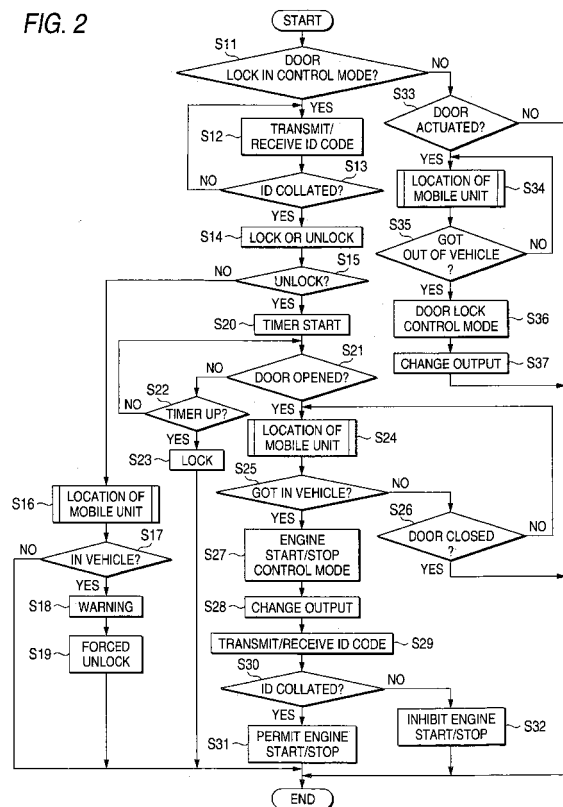 FIG. 2
START
S11
DOOR
LOCK IN CONTROL MODE?
NO
YES
S12
TRANSMIT/
RECEIVE ID CODE
S13
NO
ID COLLATED?
YES
S14
LOCK OR UNLOCK
S15
NO
UNLOCK?
YES
S20
TIMER START
S21
DOOR OPENED?
NO
YES
S22
NO
TIMER UP?
YES
S23
LOCK
LOCATION OF
MOBILE UNIT
S24
S25
GOT IN VEHICLE?
NO
YES
S26
DOOR CLOSED
?
NO
YES
S16
LOCATION OF
MOBILE UNIT
S17
NO
IN VEHICLE?
YES
S18
WARNING
S19
FORCED
UNLOCK
S27
ENGINE
START/STOP
CONTROL MODE
S28
CHANGE OUTPUT
TRANSMIT/RECEIVE ID CODE
S29
S30
ID COLLATED?
NO
YES
S31
PERMIT ENGINE
START/STOP
INHIBIT ENGINE
START/STOP
S32
S33
DOOR
ACTUATED?
NO
YES
LOCATION OF
MOBILE UNIT
S34
S35
GOT
OUT OF VEHICLE
?
NO
YES
DOOR LOCK
CONTROL MODE
S36
CHANGE OUTPUT
S37
END